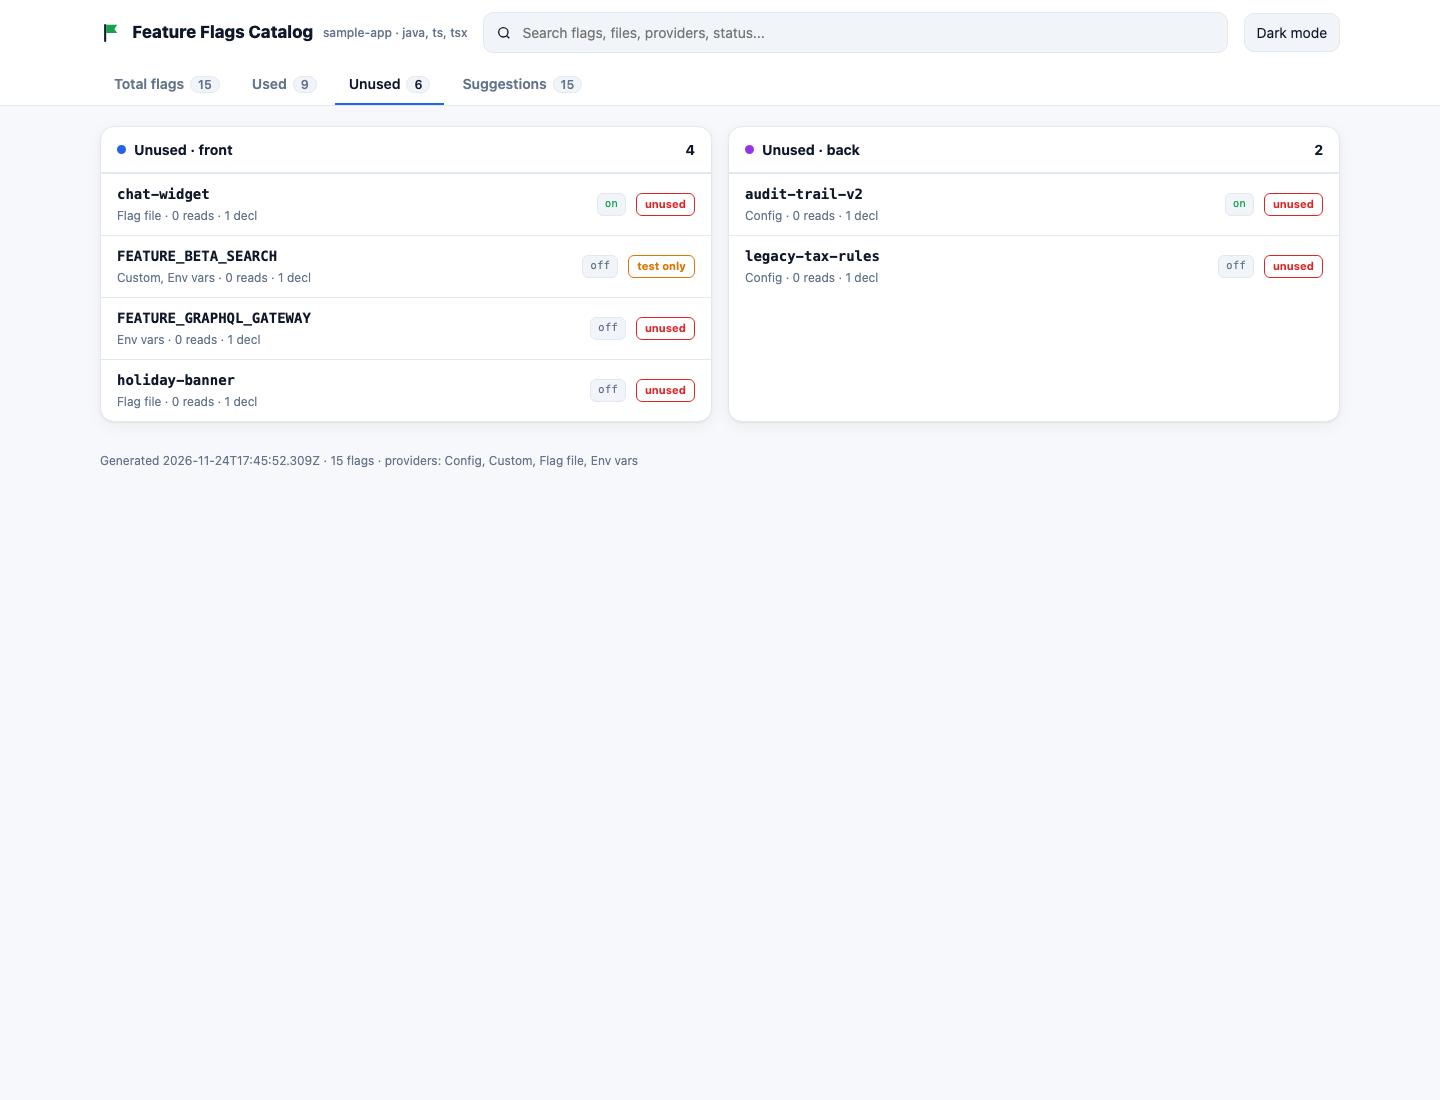 Feature Flags Catalog sample-app · java, ts, tsx
Search flags, files, providers, status...
Dark mode
Total flags 15 Used 9 Unused 6 Suggestions 15
Unused · front 4
chat-widget
Flag file · 0 reads · 1 decl
on unused
FEATURE_BETA_SEARCH
Custom, Env vars · 0 reads · 1 decl
off test only
FEATURE_GRAPHQL_GATEWAY
Env vars · 0 reads · 1 decl
off unused
holiday-banner
Flag file · 0 reads · 1 decl
off unused
Unused · back 2
audit-trail-v2
Config · 0 reads · 1 decl
on unused
legacy-tax-rules
Config · 0 reads · 1 decl
off unused
Generated 2026-11-24T17:45:52.309Z · 15 flags · providers: Config, Custom, Flag file, Env vars